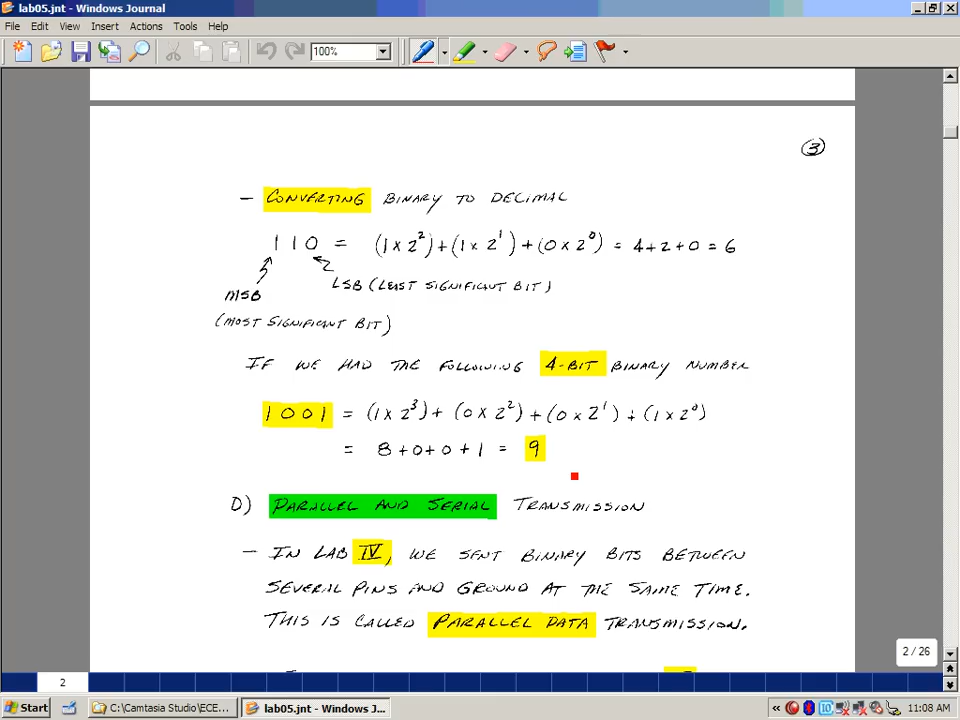 lab05.jnt - Windows Journal
File Edit View Insert Actions Tools Help
100%
3
- CONVERTING BINARY TO DECIMAL
110 = (1 x 2²) + (1 x 2¹) + (0 x 2⁰) = 4+2+0 = 6
LSB (LEAST SIGNIFICANT BIT)
MSB
(MOST SIGNIFICANT BIT)
IF WE HAD THE FOLLOWING 4-BIT BINARY NUMBER
1001 = (1 x 2³) + (0 x 2²) + (0 x 2¹) + (1 x 2⁰)
= 8+0+0+1 = 9
D) PARALLEL AND SERIAL TRANSMISSION
- IN LAB IV, WE SENT BINARY BITS BETWEEN
SEVERAL PINS AND GROUND AT THE SAME TIME.
THIS IS CALLED PARALLEL DATA TRANSMISSION.
2 / 26
2
Start C:\Camtasia Studio\ECE... lab05.jnt - Windows J... 11:08 AM